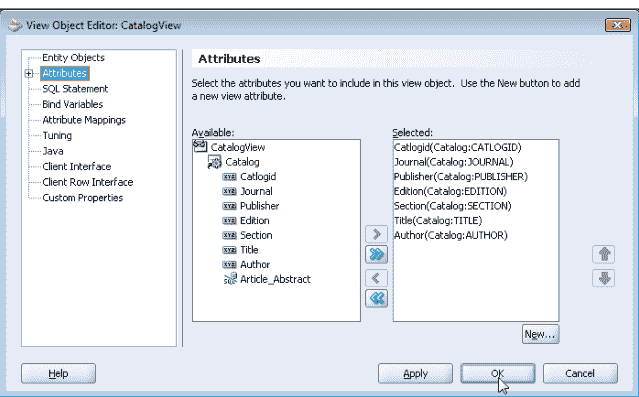 View Object Editor: CatalogView
Entity Objects
Attributes
SQL Statement
Bind Variables
Attribute Mappings
Tuning
Java
Client Interface
Client Row Interface
Custom Properties
Attributes
Select the attributes you want to include in this view object. Use the New button to add
a new view attribute.
Available:
CatalogView
Catalog
Catlogid
Journal
Publisher
Edition
Section
Title
Author
Article_Abstract
Selected:
Catlogid(Catalog:CATLOGID)
Journal(Catalog:JOURNAL)
Publisher(Catalog:PUBLISHER)
Edition(Catalog:EDITION)
Section(Catalog:SECTION)
Title(Catalog:TITLE)
Author(Catalog:AUTHOR)
New...
Help
Apply
OK
Cancel